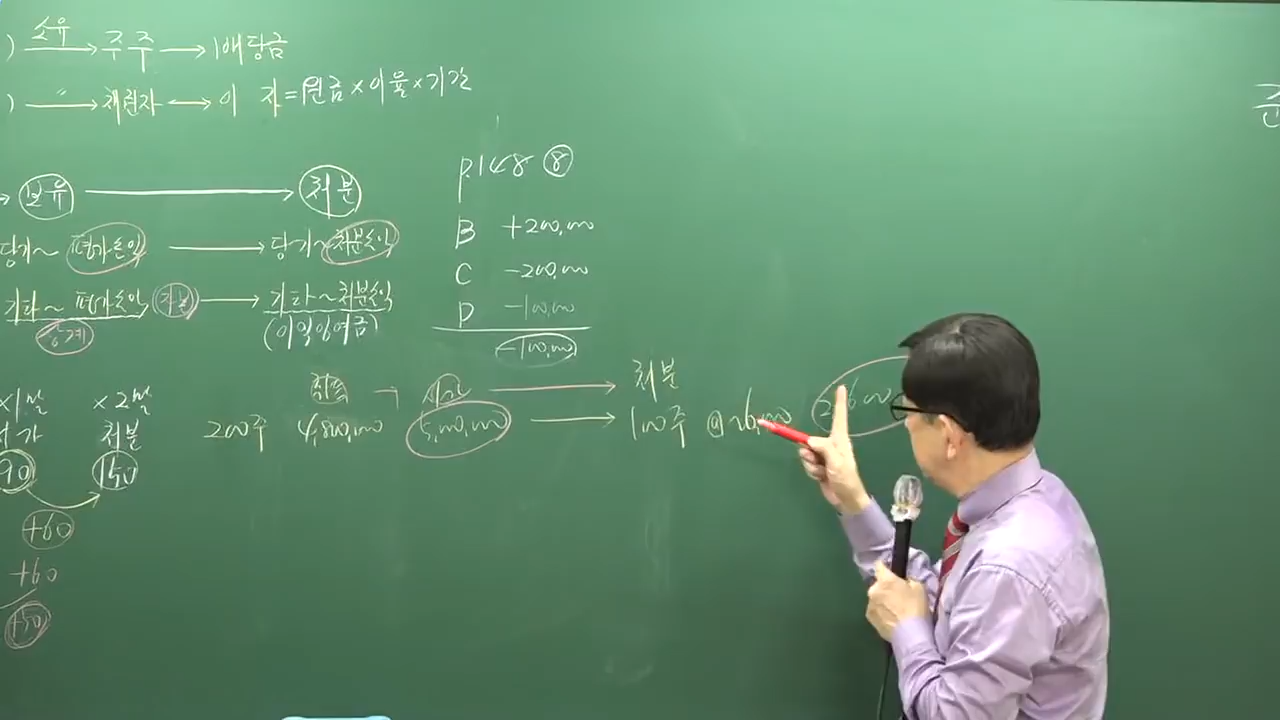 ) 소유 → 주주 → 배당금
) 〃 → 채권자 ↔ 이 자 = 원금 × 이율 × 기간
→ 보유 → 처분
당기~ 평가손익 → 당기~ 처분손익
기타~ 평가손익 자본 → 기타~ 처분손익
(이익잉여금)
p.148 ⑧
B +200,000
C -200,000
D -100,000
-100,000
×1말 ×2말
처분
90 150
+60
+60
+150
처분
200주 4,800,000 5,000,000 → 100주 @26,000